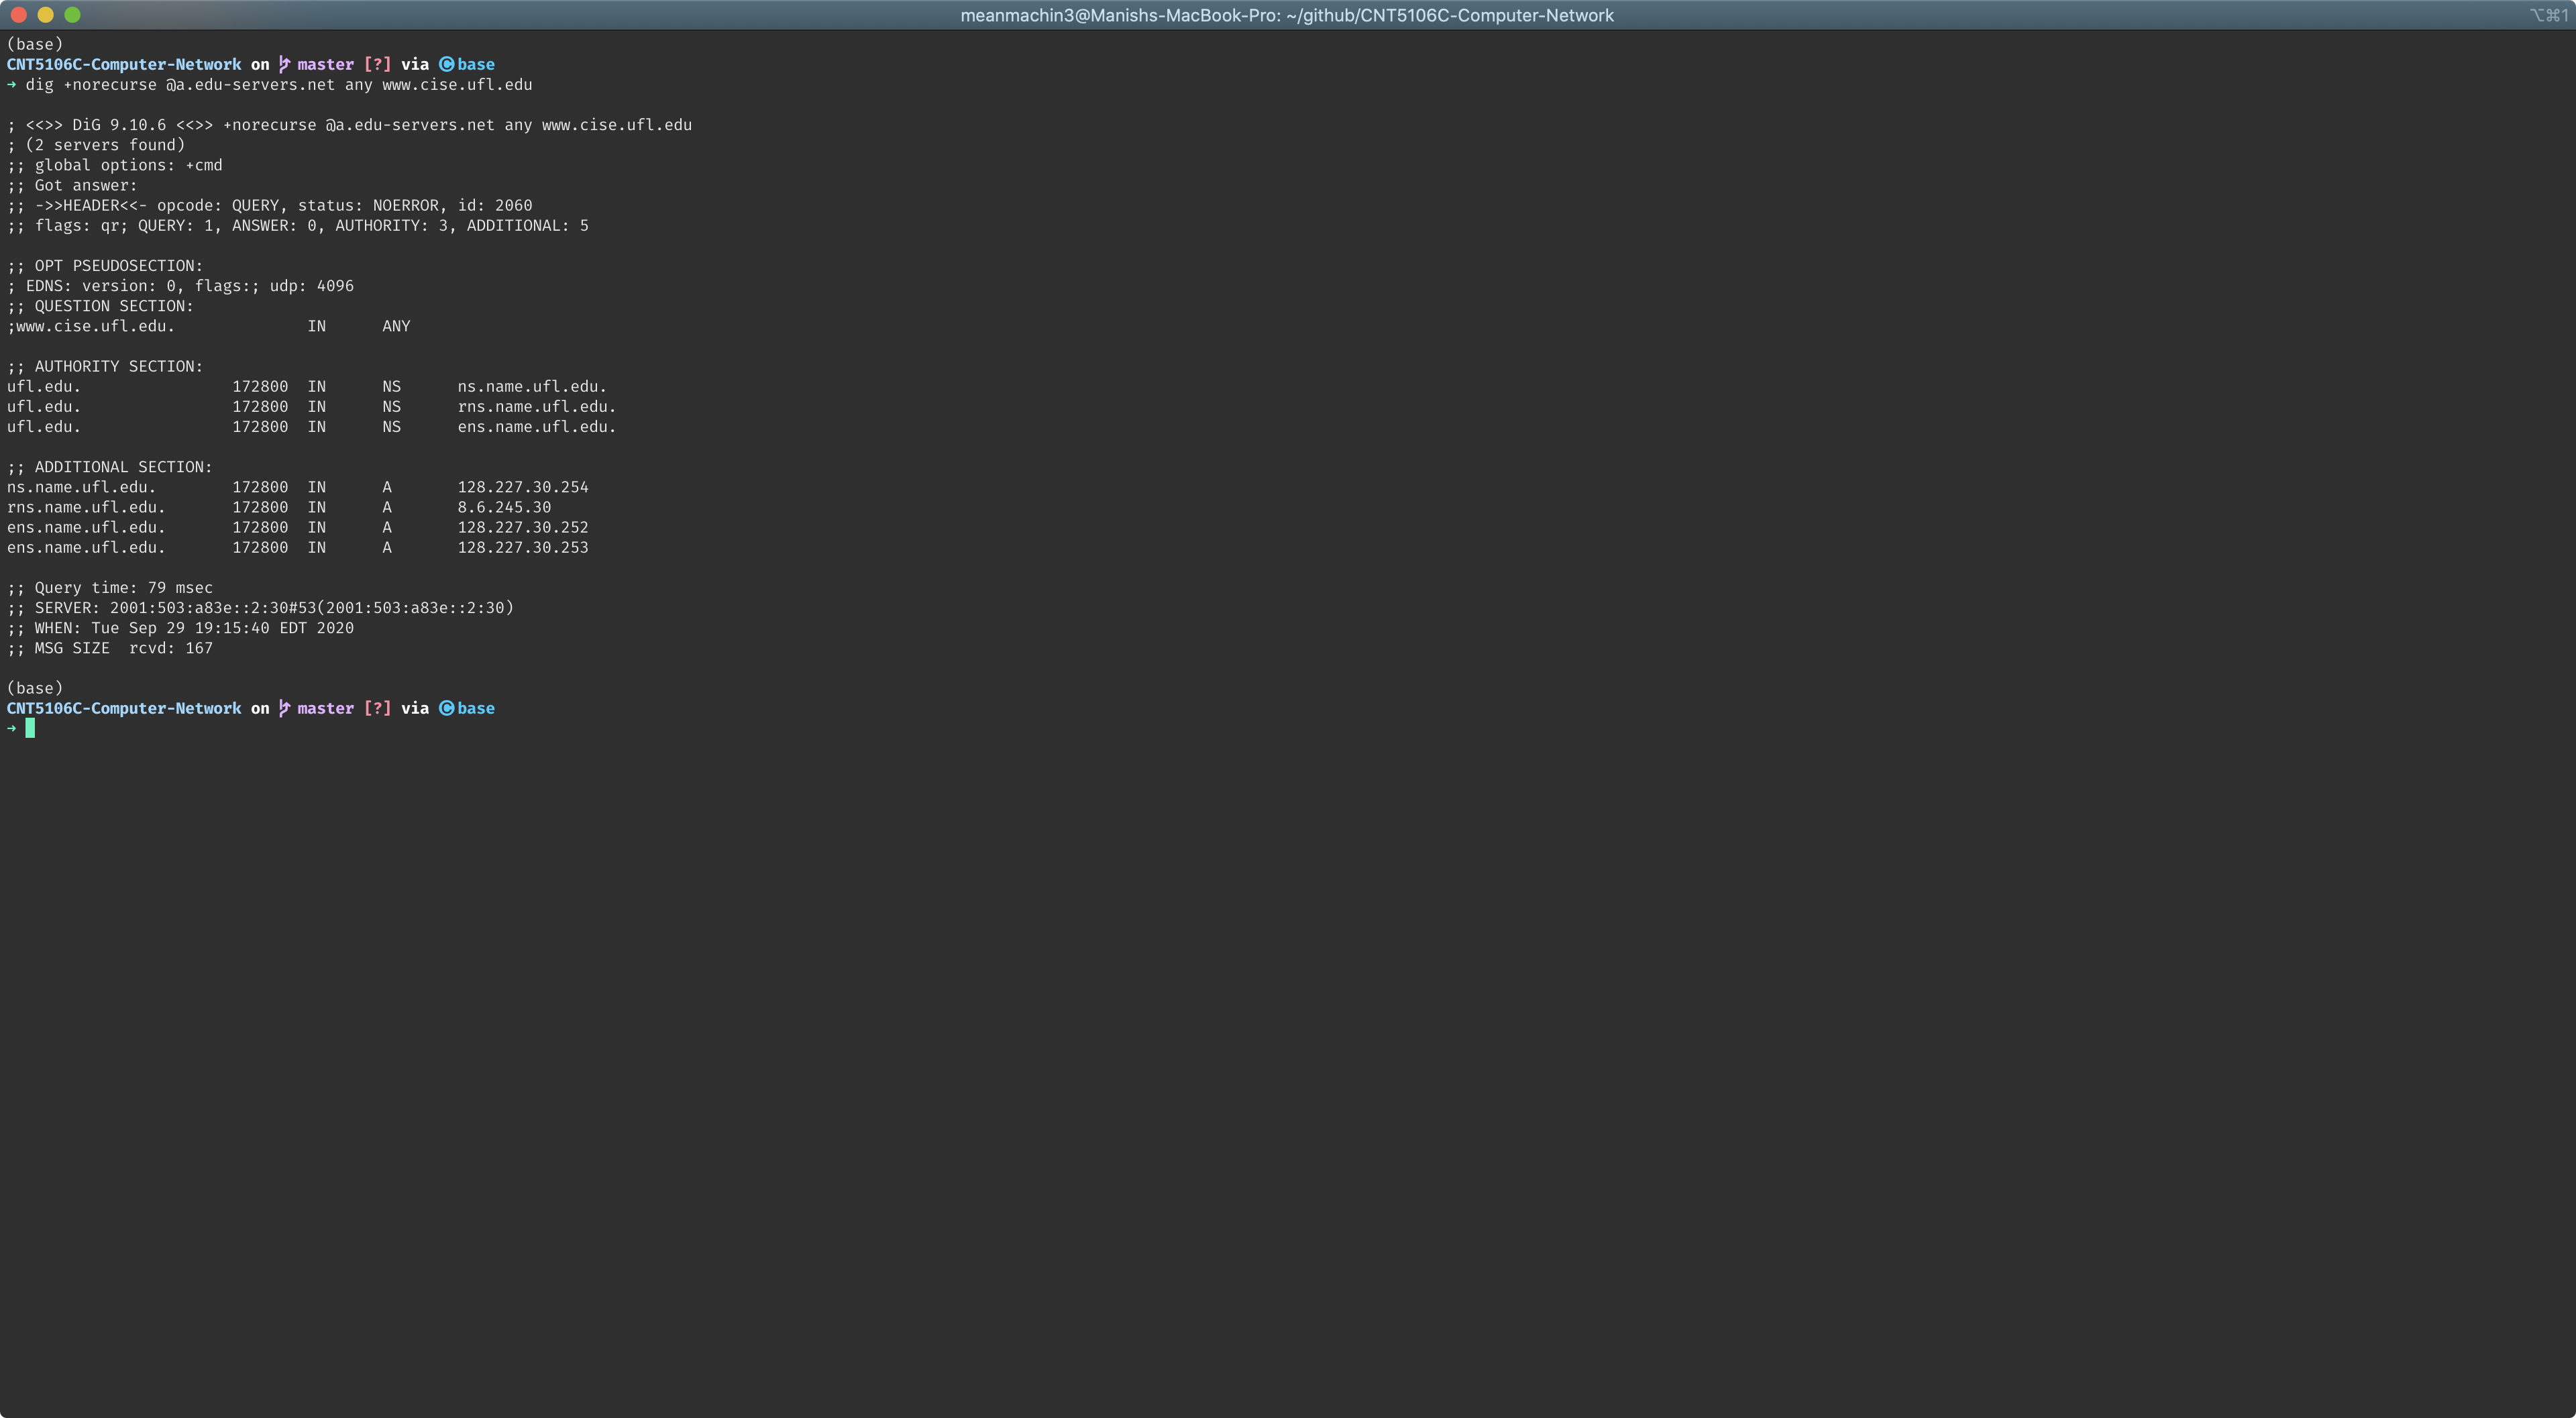 meanmachin3@Manishs-MacBook-Pro: ~/github/CNT5106C-Computer-Network ⌥⌘1
(base)
CNT5106C-Computer-Network on master [?] via ©base
➜ dig +norecurse @a.edu-servers.net any www.cise.ufl.edu
; <<>> DiG 9.10.6 <<>> +norecurse @a.edu-servers.net any www.cise.ufl.edu
; (2 servers found)
;; global options: +cmd
;; Got answer:
;; ->>HEADER<<- opcode: QUERY, status: NOERROR, id: 2060
;; flags: qr; QUERY: 1, ANSWER: 0, AUTHORITY: 3, ADDITIONAL: 5
;; OPT PSEUDOSECTION:
; EDNS: version: 0, flags:; udp: 4096
;; QUESTION SECTION:
;www.cise.ufl.edu. IN ANY
;; AUTHORITY SECTION:
ufl.edu. 172800 IN NS ns.name.ufl.edu.
ufl.edu. 172800 IN NS rns.name.ufl.edu.
ufl.edu. 172800 IN NS ens.name.ufl.edu.
;; ADDITIONAL SECTION:
ns.name.ufl.edu. 172800 IN A 128.227.30.254
rns.name.ufl.edu. 172800 IN A 8.6.245.30
ens.name.ufl.edu. 172800 IN A 128.227.30.252
ens.name.ufl.edu. 172800 IN A 128.227.30.253
;; Query time: 79 msec
;; SERVER: 2001:503:a83e::2:30#53(2001:503:a83e::2:30)
;; WHEN: Tue Sep 29 19:15:40 EDT 2020
;; MSG SIZE  rcvd: 167
(base)
CNT5106C-Computer-Network on master [?] via ©base
➜